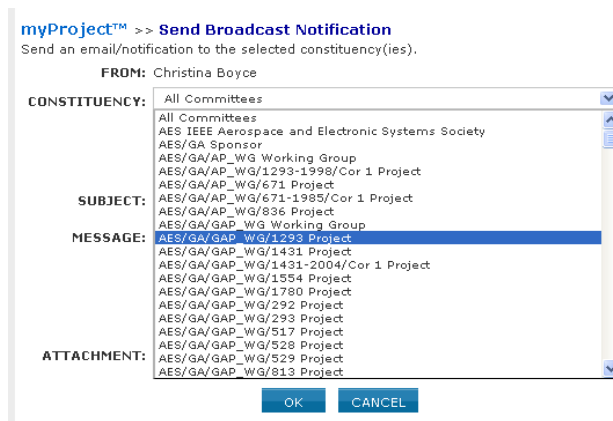 myProject™ >> Send Broadcast Notification
Send an email/notification to the selected constituency(ies).
FROM: Christina Boyce
CONSTITUENCY: All Committees
All Committees
AES IEEE Aerospace and Electronic Systems Society
AES/GA Sponsor
AES/GA/AP_WG Working Group
AES/GA/AP_WG/1293-1998/Cor 1 Project
AES/GA/AP_WG/671 Project
SUBJECT: AES/GA/AP_WG/671-1985/Cor 1 Project
AES/GA/AP_WG/836 Project
AES/GA/GAP_WG Working Group
MESSAGE: AES/GA/GAP_WG/1293 Project
AES/GA/GAP_WG/1431 Project
AES/GA/GAP_WG/1431-2004/Cor 1 Project
AES/GA/GAP_WG/1554 Project
AES/GA/GAP_WG/1780 Project
AES/GA/GAP_WG/292 Project
AES/GA/GAP_WG/293 Project
AES/GA/GAP_WG/517 Project
AES/GA/GAP_WG/528 Project
ATTACHMENT: AES/GA/GAP_WG/529 Project
AES/GA/GAP_WG/813 Project
OK CANCEL